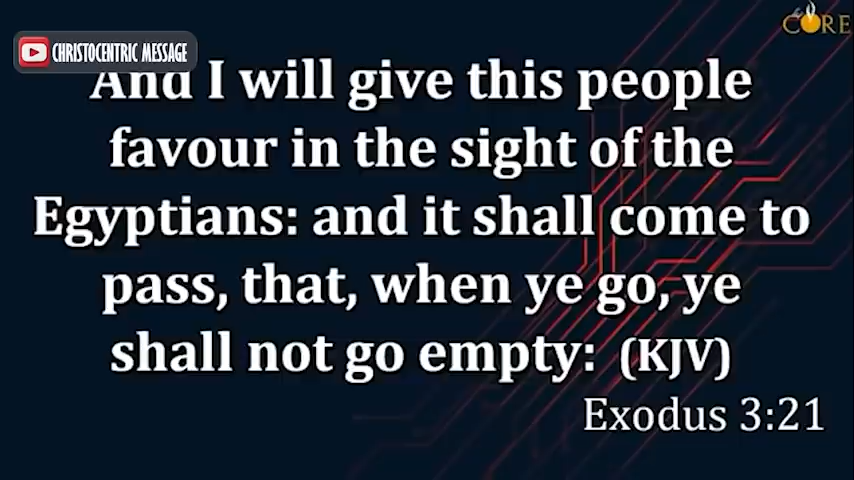 CORE
CHRISTOCENTRIC MESSAGE
And I will give this people
favour in the sight of the
Egyptians: and it shall come to
pass, that, when ye go, ye
shall not go empty: (KJV)
Exodus 3:21